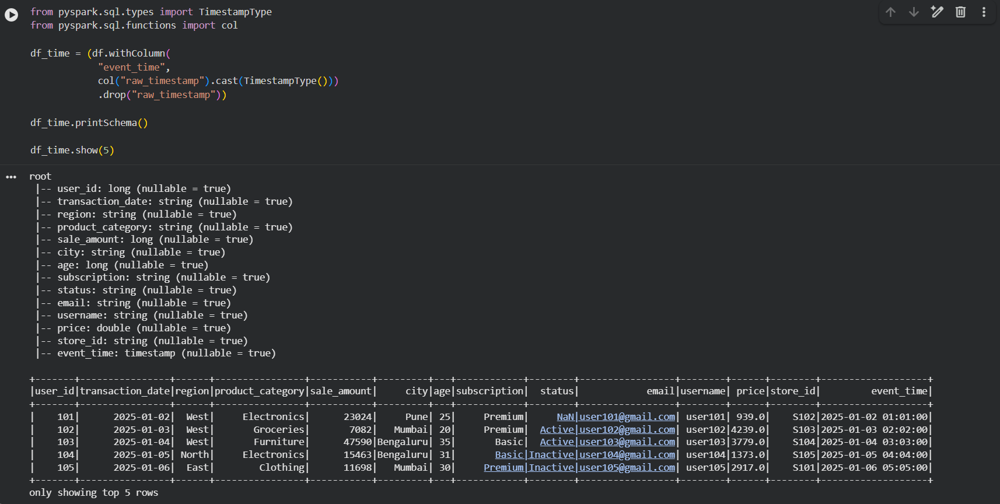 from pyspark.sql.types import TimestampType
from pyspark.sql.functions import col

df_time = (df.withColumn(
            "event_time",
            col("raw_timestamp").cast(TimestampType()))
            .drop("raw_timestamp"))

df_time.printSchema()

df_time.show(5)

root
 |-- user_id: long (nullable = true)
 |-- transaction_date: string (nullable = true)
 |-- region: string (nullable = true)
 |-- product_category: string (nullable = true)
 |-- sale_amount: long (nullable = true)
 |-- city: string (nullable = true)
 |-- age: long (nullable = true)
 |-- subscription: string (nullable = true)
 |-- status: string (nullable = true)
 |-- email: string (nullable = true)
 |-- username: string (nullable = true)
 |-- price: double (nullable = true)
 |-- store_id: string (nullable = true)
 |-- event_time: timestamp (nullable = true)

+-------+----------------+------+----------------+-----------+---------+---+------------+--------+-----------------+--------+------+--------+-------------------+
|user_id|transaction_date|region|product_category|sale_amount|     city|age|subscription|  status|            email|username| price|store_id|         event_time|
+-------+----------------+------+----------------+-----------+---------+---+------------+--------+-----------------+--------+------+--------+-------------------+
|    101|      2025-01-02|  West|     Electronics|      23024|     Pune| 25|     Premium|     NaN|user101@gmail.com| user101| 939.0|    S102|2025-01-02 01:01:00|
|    102|      2025-01-03|  West|       Groceries|       7082|   Mumbai| 20|     Premium|  Active|user102@gmail.com| user102|4239.0|    S103|2025-01-03 02:02:00|
|    103|      2025-01-04|  West|       Furniture|      47590|Bengaluru| 35|       Basic|  Active|user103@gmail.com| user103|3779.0|    S104|2025-01-04 03:03:00|
|    104|      2025-01-05| North|     Electronics|      15463|Bengaluru| 31|       Basic|Inactive|user104@gmail.com| user104|1373.0|    S105|2025-01-05 04:04:00|
|    105|      2025-01-06|  East|        Clothing|      11698|   Mumbai| 30|     Premium|Inactive|user105@gmail.com| user105|2917.0|    S101|2025-01-06 05:05:00|
+-------+----------------+------+----------------+-----------+---------+---+------------+--------+-----------------+--------+------+--------+-------------------+
only showing top 5 rows